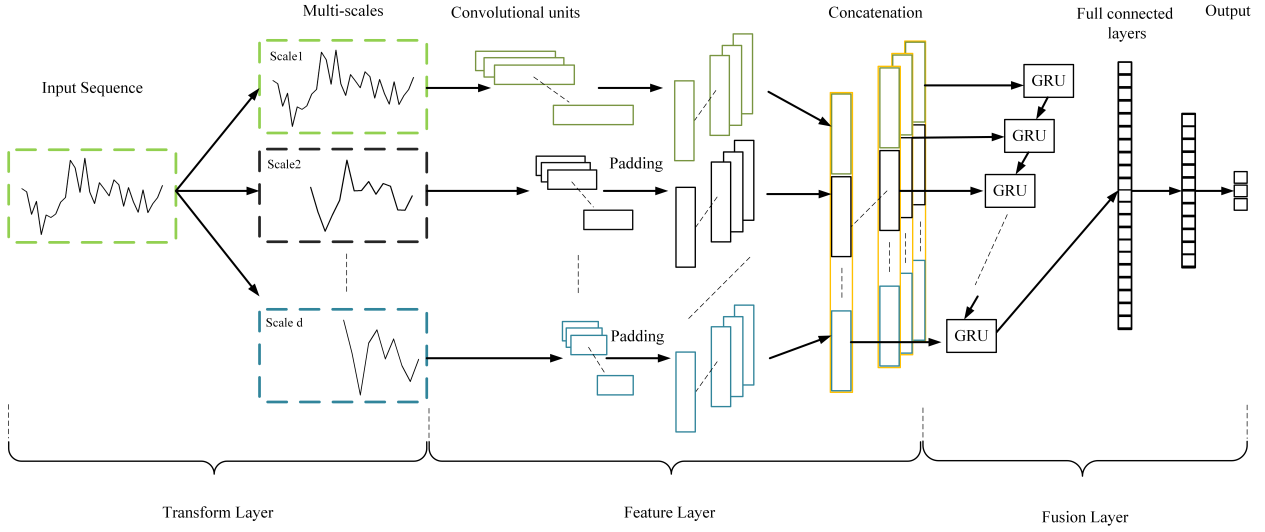 Multi-scales
Convolutional units
Concatenation
Full connected
layers
Output
Input Sequence
Scale1
Scale2
Scale d
Padding
Padding
GRU
GRU
GRU
GRU
Transform Layer
Feature Layer
Fusion Layer